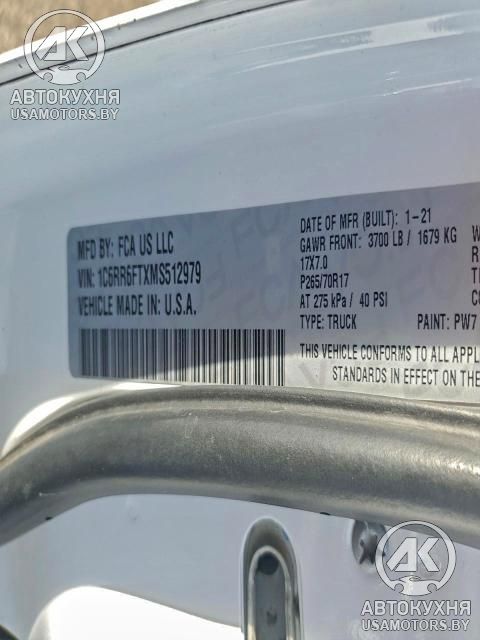 АК
АВТОКУХНЯ
USAMOTORS.BY
MFD BY: FCA US LLC
VIN: 1C6RR6FTXMS512979
VEHICLE MADE IN: U.S.A.
DATE OF MFR (BUILT): 1-21
GAWR FRONT: 3700 LB / 1679 KG
17X7.0
P265/70R17
AT 275 kPa / 40 PSI
TYPE: TRUCK PAINT: PW7
THIS VEHICLE CONFORMS TO ALL APPL
STANDARDS IN EFFECT ON THE
АК
АВТОКУХНЯ
USAMOTORS.BY